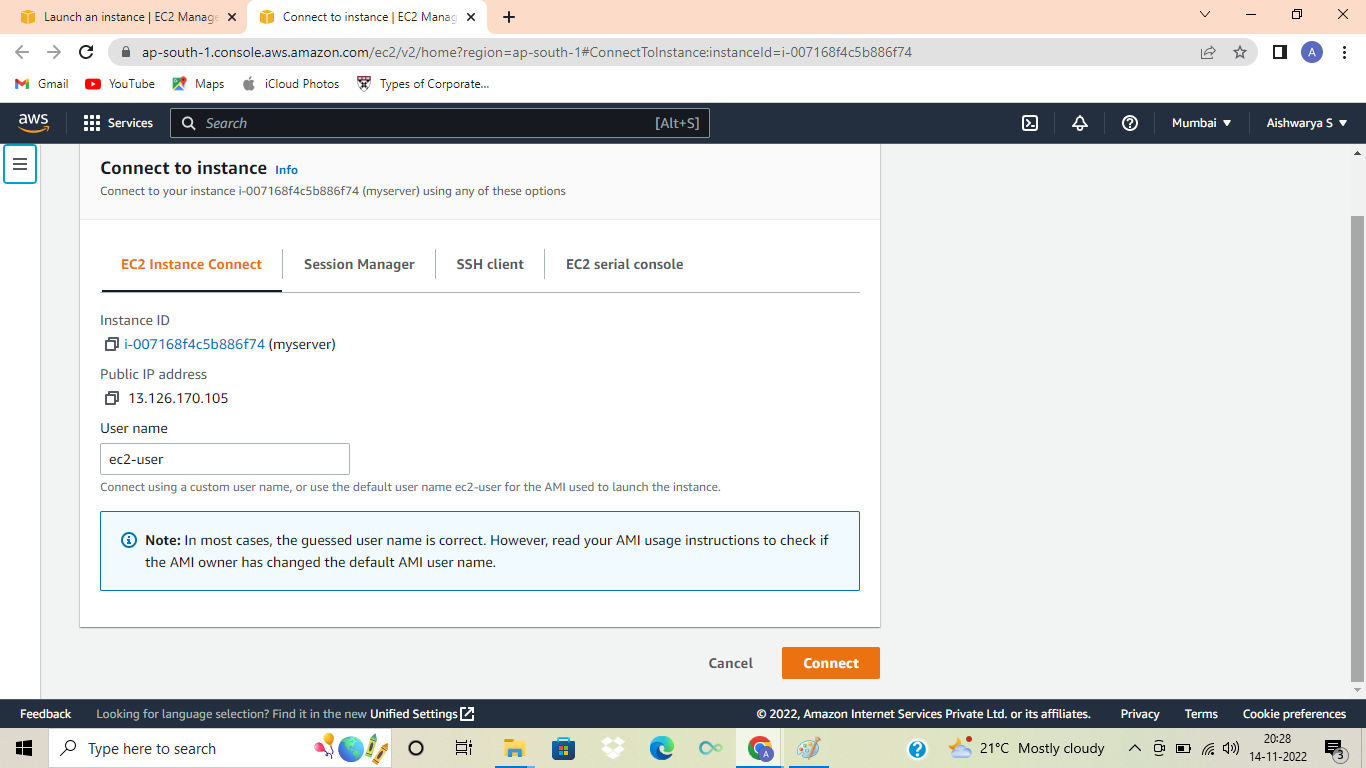 Launch an instance | EC2 Manage
Connect to instance | EC2 Manag
ap-south-1.console.aws.amazon.com/ec2/v2/home?region=ap-south-1#ConnectToInstance:instanceId=i-007168f4c5b886f74
A
Gmail
YouTube
Maps
iCloud Photos
Types of Corporate...
aws
Services
Search
[Alt+S]
Mumbai
Aishwarya S
Connect to instance Info
Connect to your instance i-007168f4c5b886f74 (myserver) using any of these options
EC2 Instance Connect
Session Manager
SSH client
EC2 serial console
Instance ID
i-007168f4c5b886f74 (myserver)
Public IP address
13.126.170.105
User name
ec2-user
Connect using a custom user name, or use the default user name ec2-user for the AMI used to launch the instance.
Note: In most cases, the guessed user name is correct. However, read your AMI usage instructions to check if
the AMI owner has changed the default AMI user name.
Cancel
Connect
Feedback
Looking for language selection? Find it in the new Unified Settings
© 2022, Amazon Internet Services Private Ltd. or its affiliates.
Privacy
Terms
Cookie preferences
Type here to search
A
21°C Mostly cloudy
20:28
14-11-2022
3